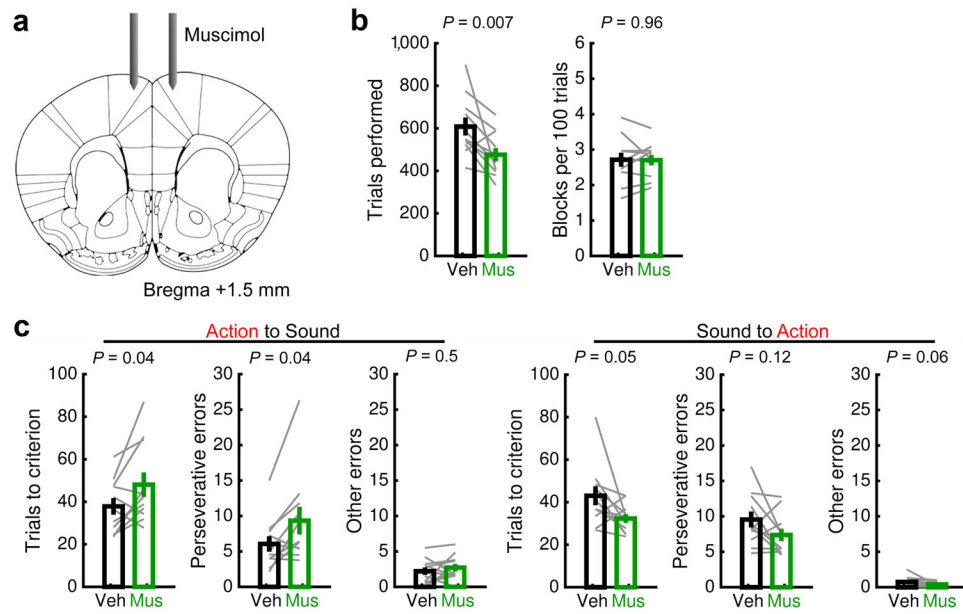 a
Muscimol
Bregma +1.5 mm
b
P = 0.007
Trials performed
1,000
800
600
400
200
0
Veh Mus
P = 0.96
Blocks per 100 trials
6
5
4
3
2
1
0
Veh Mus
c
Action to Sound
P = 0.04
Trials to criterion
100
80
60
40
20
0
Veh Mus
P = 0.04
Perseverative errors
30
25
20
15
10
5
0
Veh Mus
P = 0.5
Other errors
30
25
20
15
10
5
0
Veh Mus
Sound to Action
P = 0.05
Trials to criterion
100
80
60
40
20
0
Veh Mus
P = 0.12
Perseverative errors
30
25
20
15
10
5
0
Veh Mus
P = 0.06
Other errors
30
25
20
15
10
5
0
Veh Mus